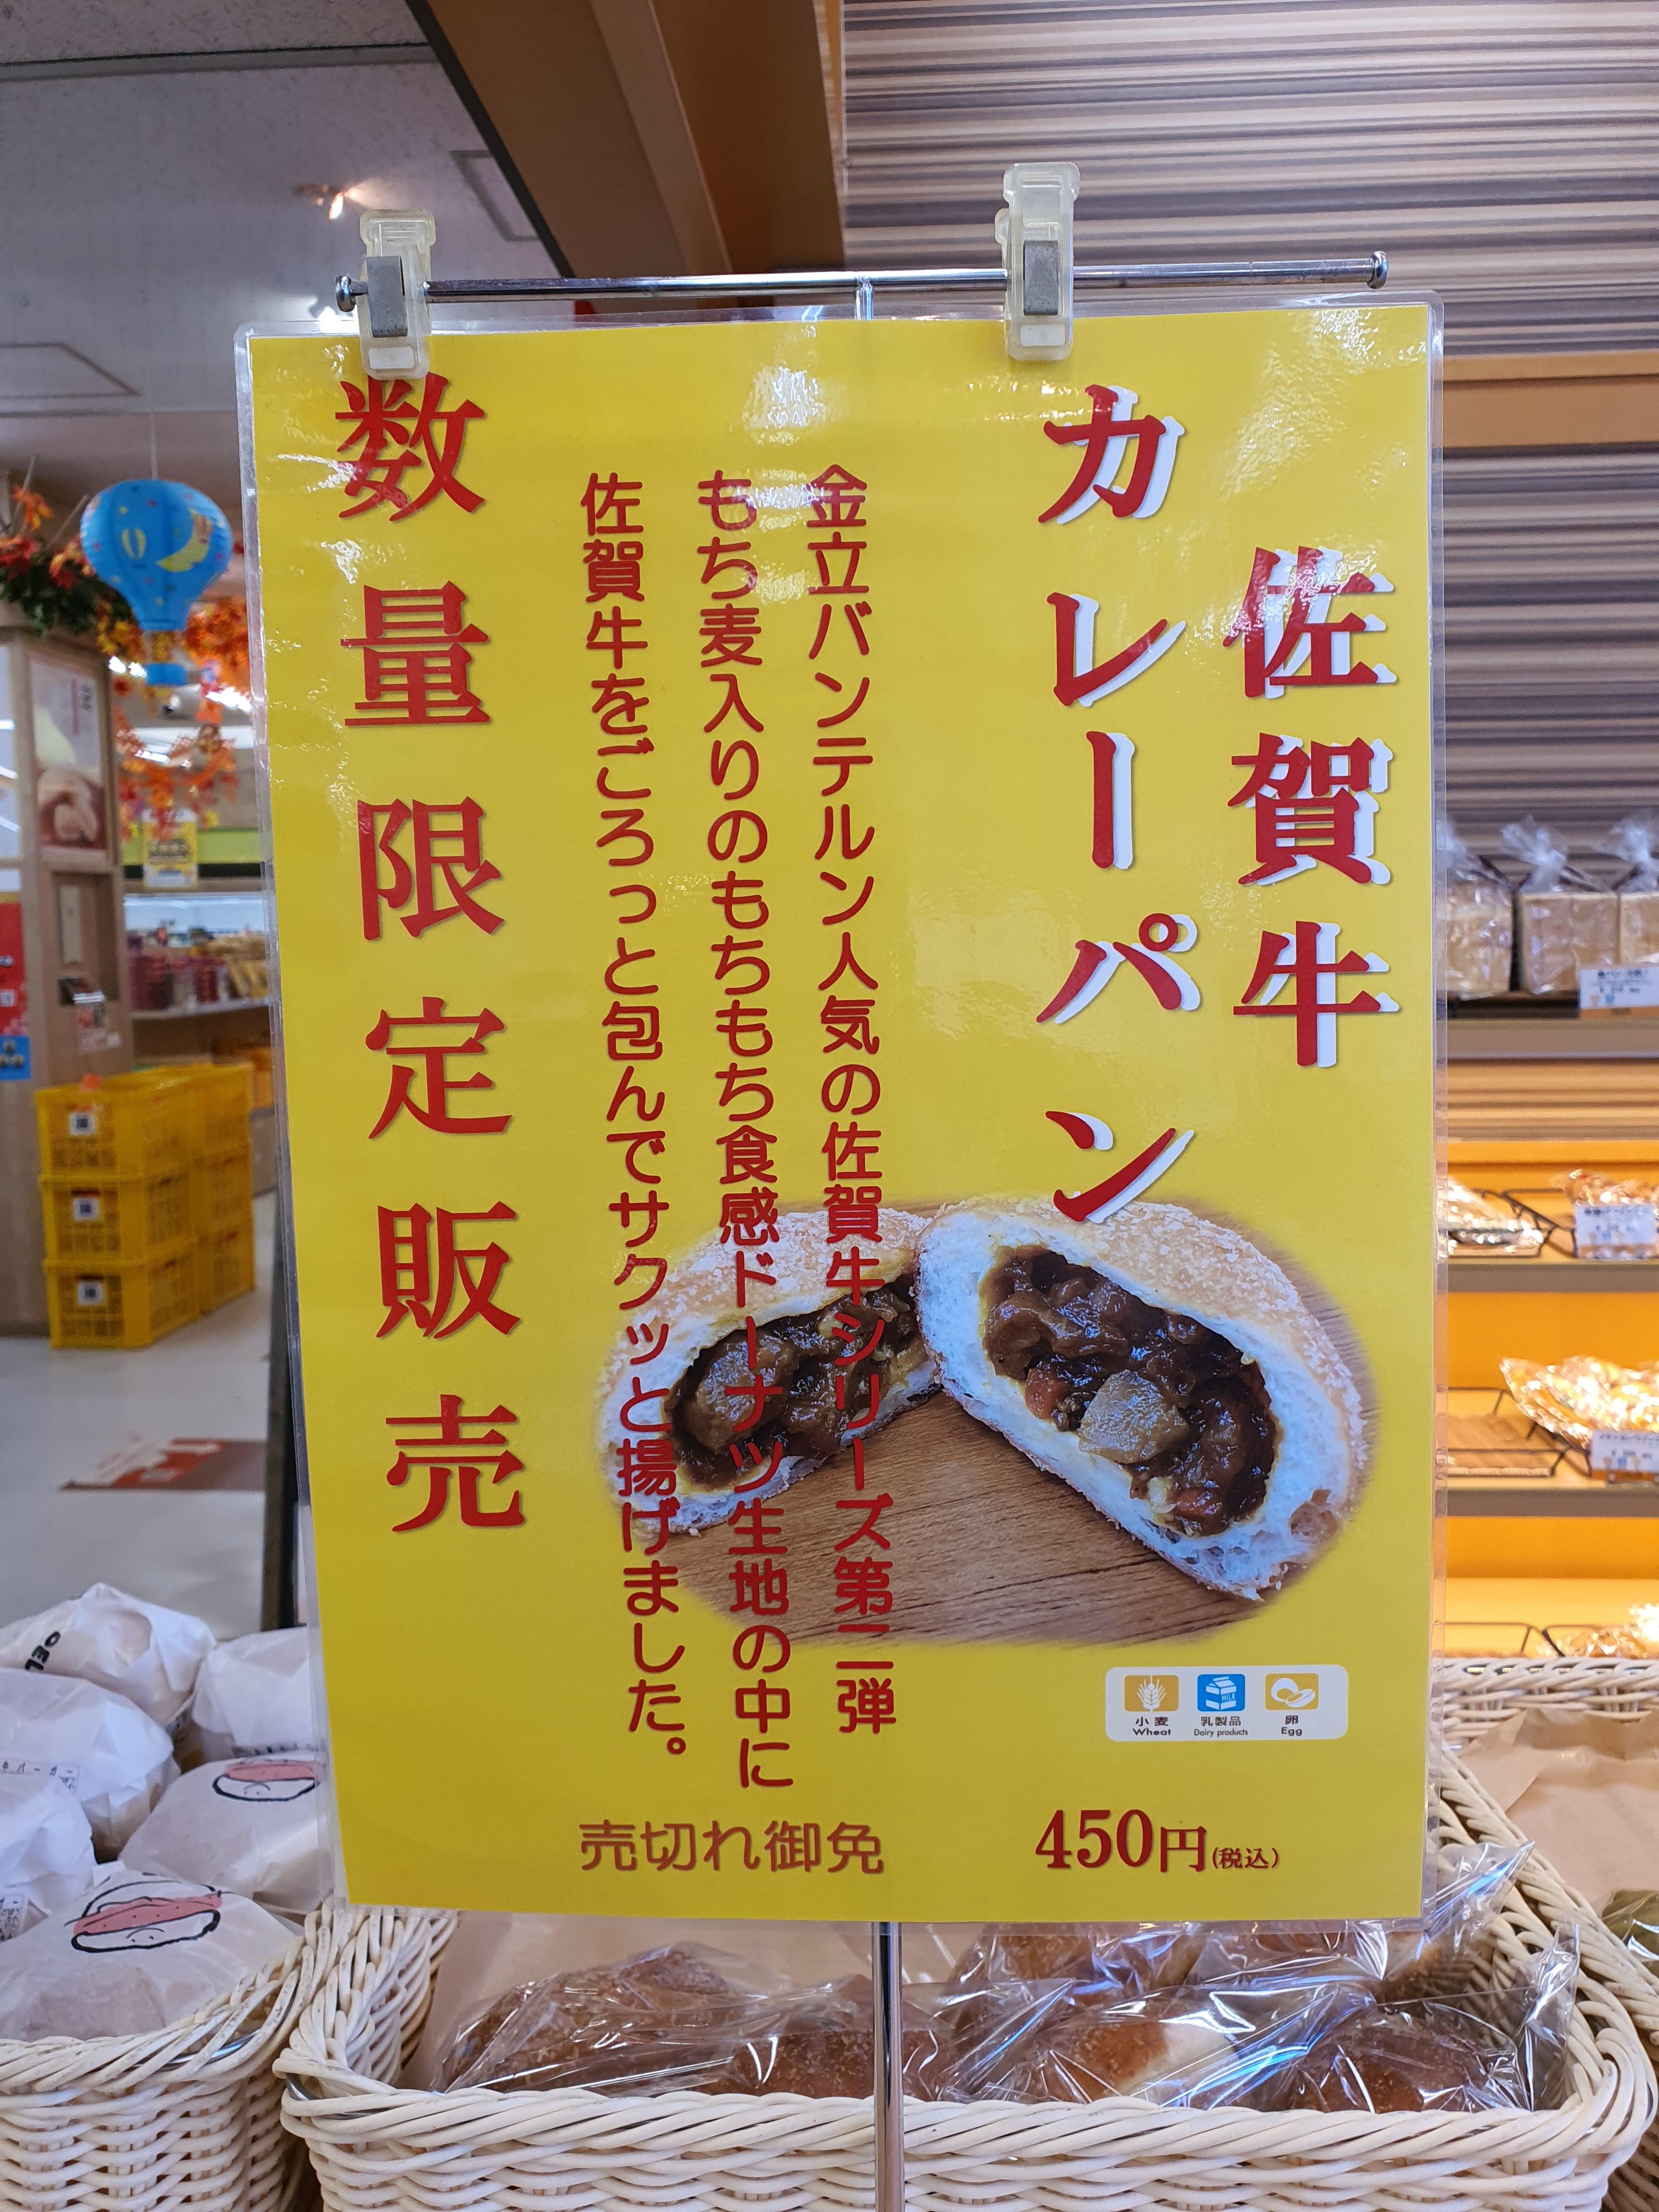 佐賀牛
カレーパン
金立バンテルン人気の佐賀牛シリーズ第二弾
もち麦入りのもちもちもち食感ドーナツ生地の中に
佐賀牛をごろっと包んでサクッと揚げました。
数量限定販売
小麦 乳製品 卵
Wheat Dairy products Egg
売切れ御免
450円(税込)
MILK